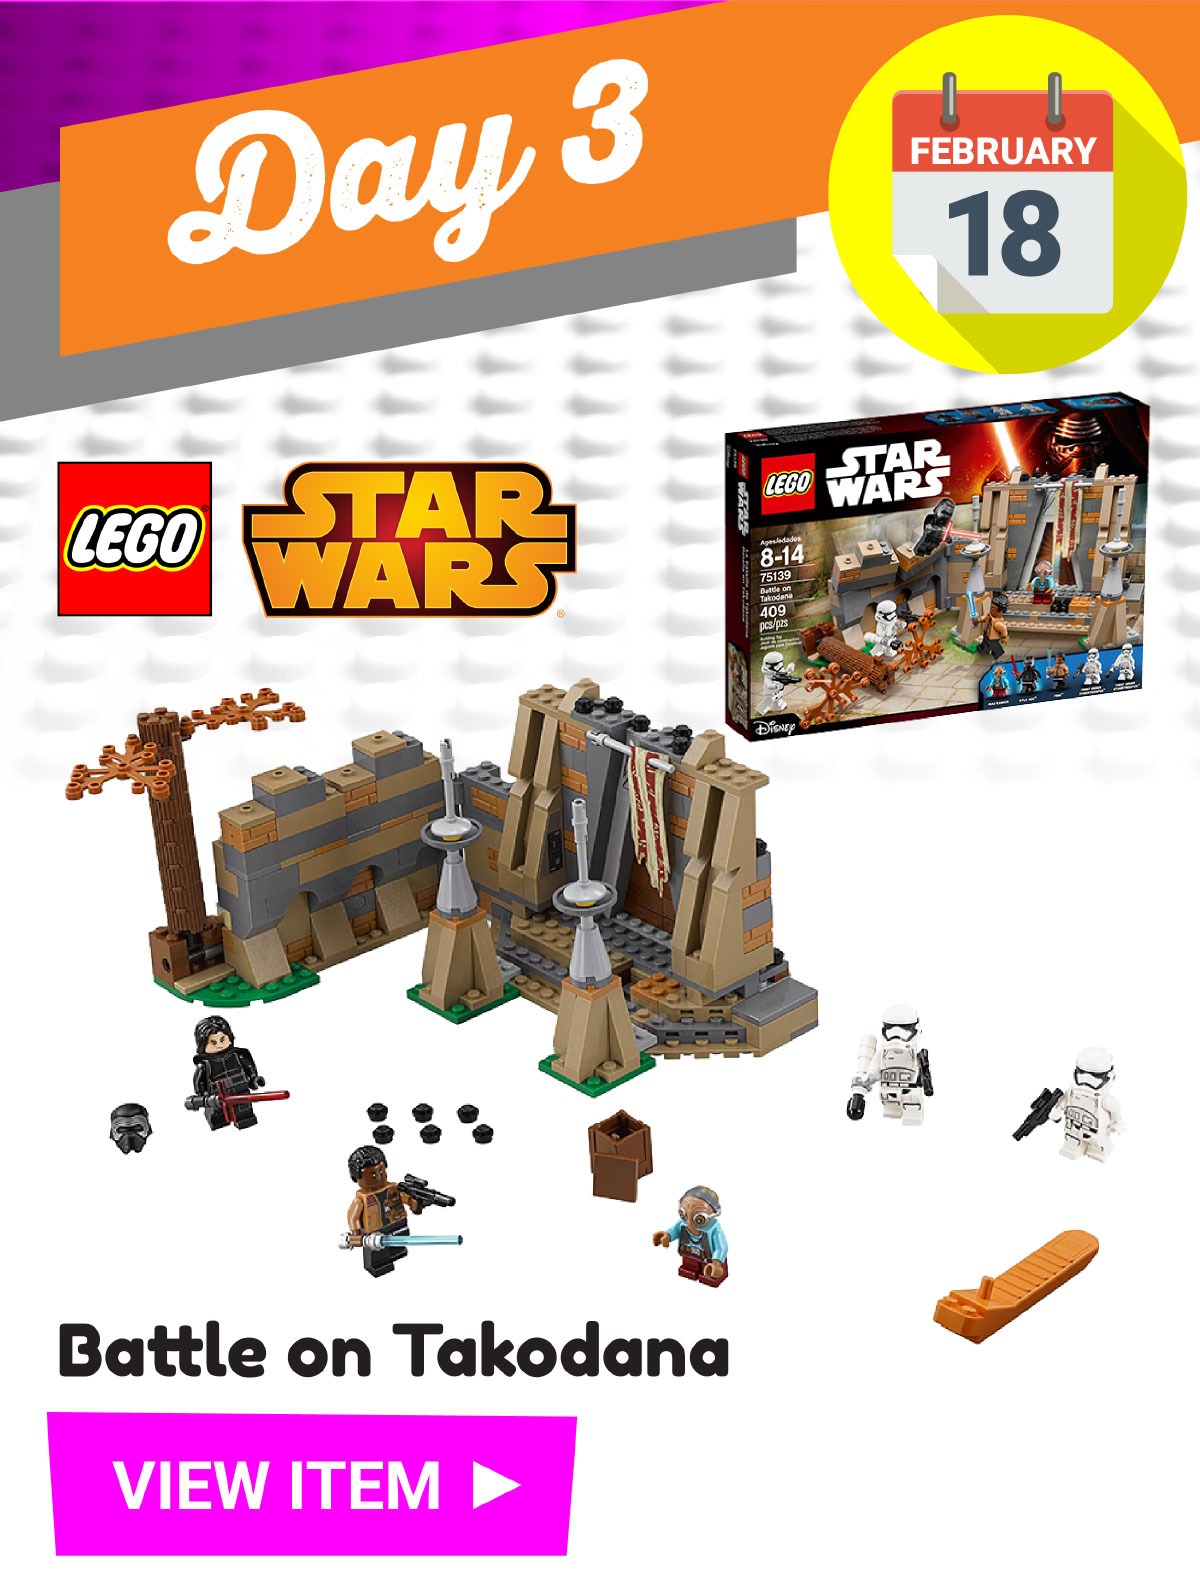 Day 3
FEBRUARY
18
LEGO
®
STAR
WARS
®
LEGO
STAR
WARS
Ages/edades
8-14
75139
Battle on
Takodana
409
pcs/pzs
Disney
Battle on Takodana
VIEW ITEM